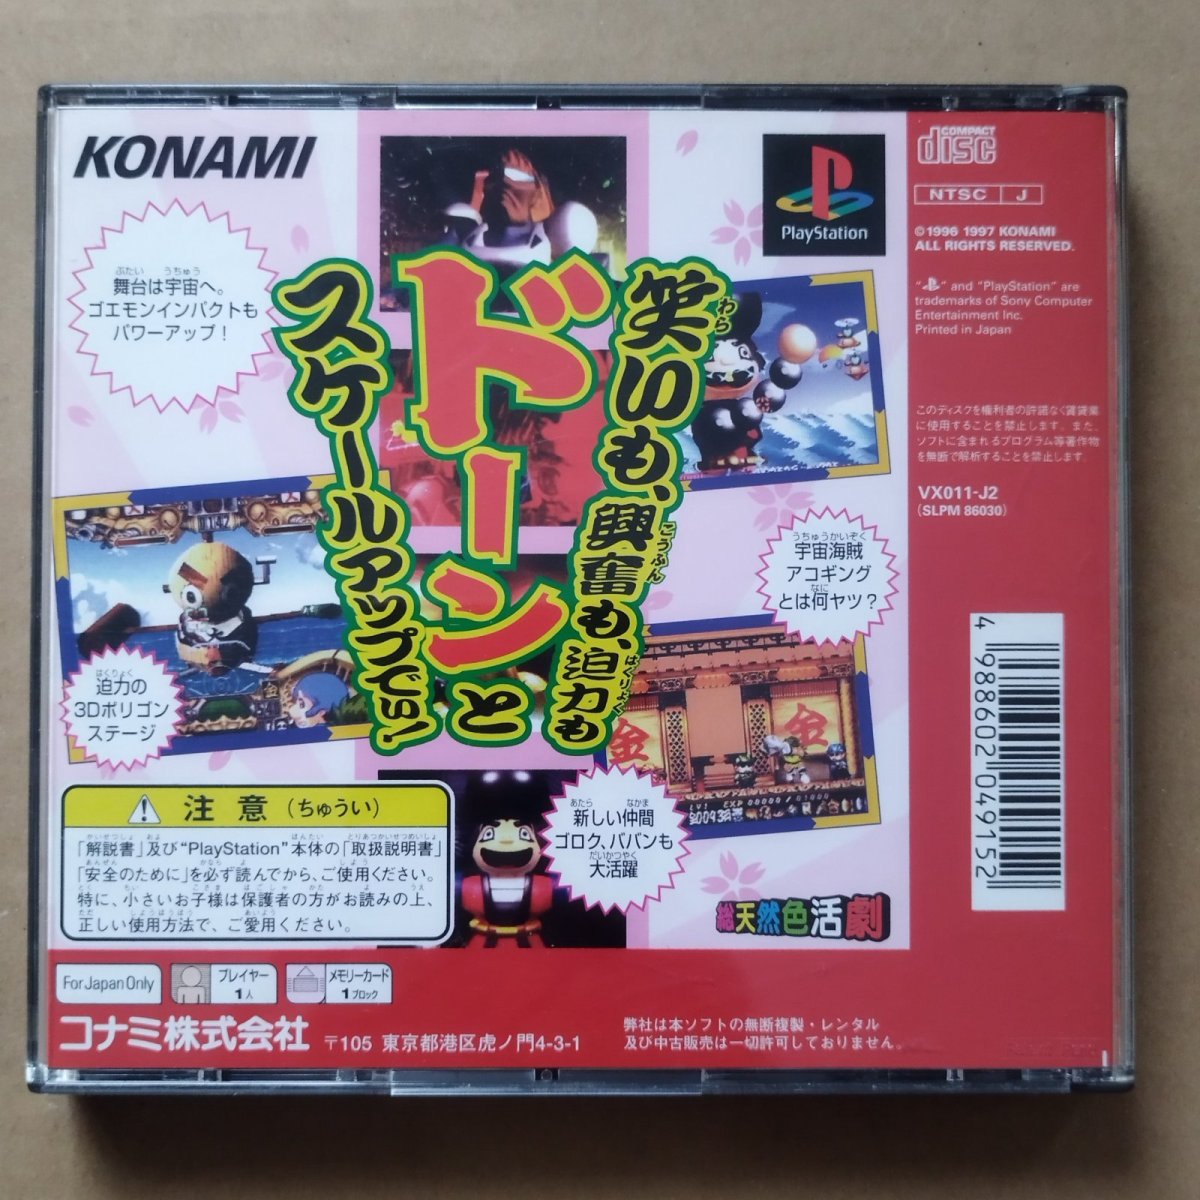 KONAMI
舞台は宇宙へ。
ゴエモンインパクトも
パワーアップ！
PlayStation
笑いも、興奮も、迫力も
ドーンと
スケールアップでい！
宇宙海賊
アコギング
とは何ヤツ？
迫力の
3Dポリゴン
ステージ
新しい仲間
ゴロク、ババンも
大活躍
総天然色活劇
注意（ちゅうい）
「解説書」及び“PlayStation”本体の「取扱説明書」
「安全のために」を必ず読んでから、ご使用ください。
特に、小さいお子様は保護者の方がお読みの上、
正しい使用方法で、ご愛用ください。
For Japan Only
プレイヤー
1人
メモリーカード
1ブロック
コナミ株式会社 〒105 東京都港区虎ノ門4-3-1
弊社は本ソフトの無断複製・レンタル
及び中古販売は一切許可しておりません。
COMPACT
disc
NTSC J
©1996 1997 KONAMI
ALL RIGHTS RESERVED.
“ ” and “PlayStation” are
trademarks of Sony Computer
Entertainment Inc.
Printed in Japan
このディスクを権利者の許諾なく賃貸業
に使用することを禁止します。また、
ソフトに含まれるプログラム等著作物
を無断で解析することを禁止します。
VX011-J2
(SLPM 86030)
4 988602 049152